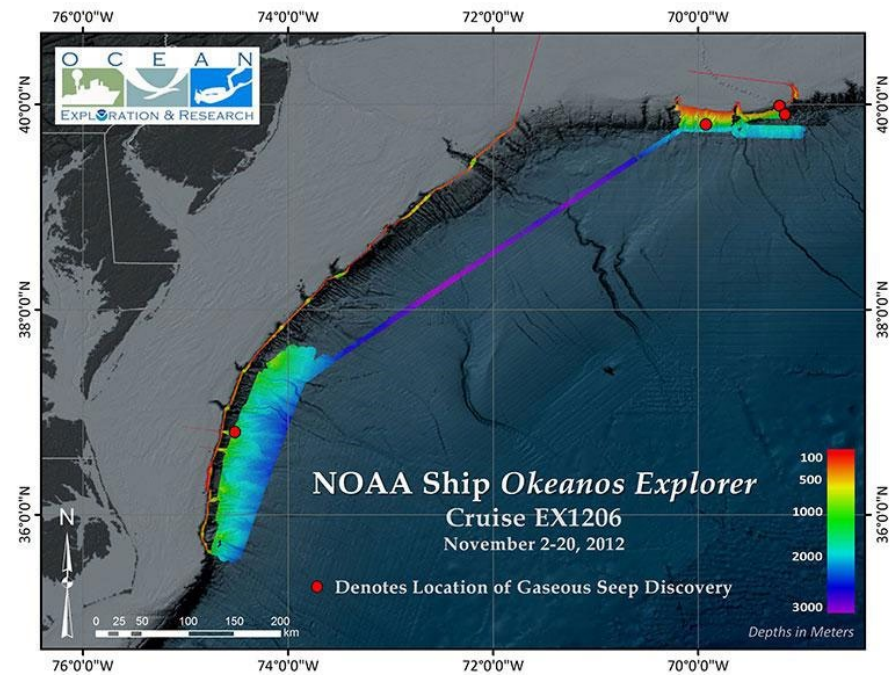 76°0'0"W 74°0'0"W 72°0'0"W 70°0'0"W
OCEAN
EXPLORATION & RESEARCH
40°0'0"N 40°0'0"N
38°0'0"N 38°0'0"N
36°0'0"N 36°0'0"N
NOAA Ship Okeanos Explorer
Cruise EX1206
November 2-20, 2012
Denotes Location of Gaseous Seep Discovery
100
500
1000
2000
3000
Depths in Meters
N
0 25 50 100 150 200
km
76°0'0"W 74°0'0"W 72°0'0"W 70°0'0"W